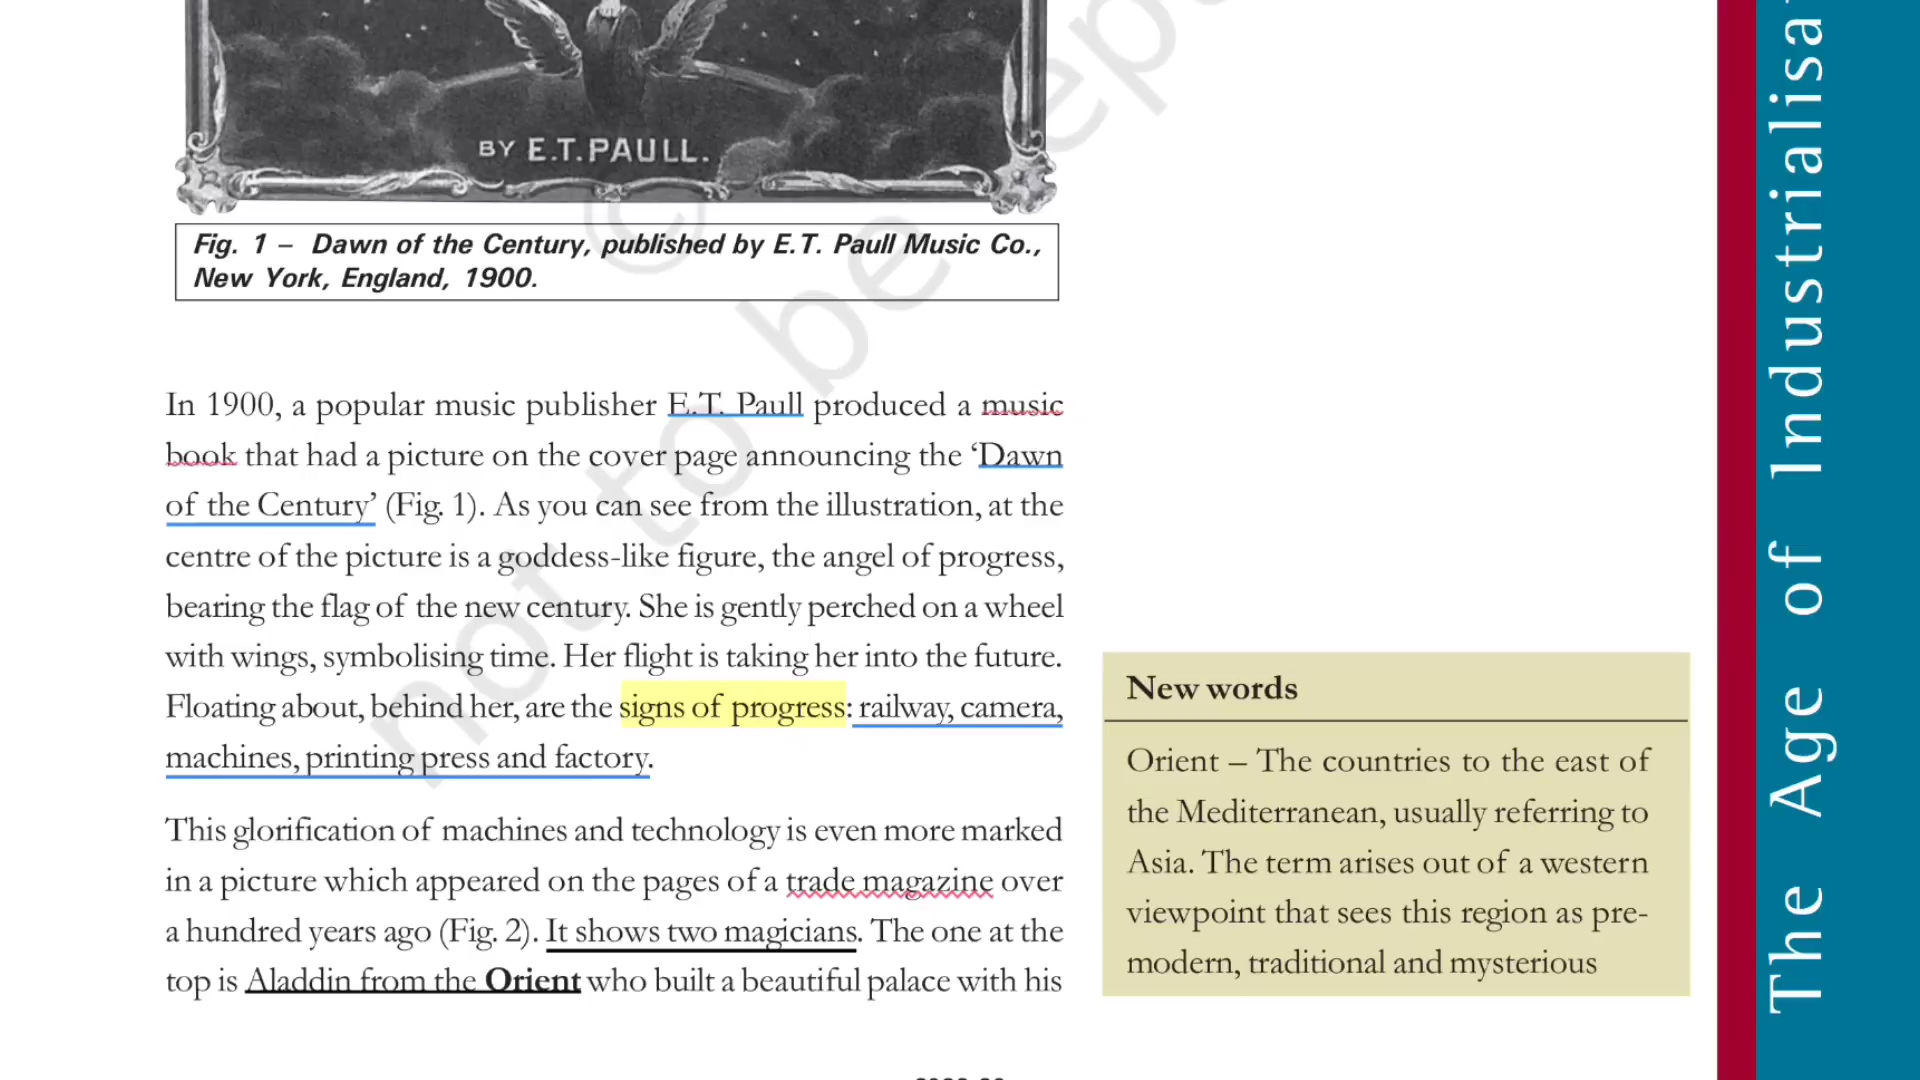 BY E.T. PAULL.
Fig. 1 – Dawn of the Century, published by E.T. Paull Music Co.,
New York, England, 1900.
In 1900, a popular music publisher E.T. Paull produced a music
book that had a picture on the cover page announcing the ‘Dawn
of the Century’ (Fig. 1). As you can see from the illustration, at the
centre of the picture is a goddess-like figure, the angel of progress,
bearing the flag of the new century. She is gently perched on a wheel
with wings, symbolising time. Her flight is taking her into the future.
Floating about, behind her, are the signs of progress: railway, camera,
machines, printing press and factory.
This glorification of machines and technology is even more marked
in a picture which appeared on the pages of a trade magazine over
a hundred years ago (Fig. 2). It shows two magicians. The one at the
top is Aladdin from the Orient who built a beautiful palace with his
New words
Orient – The countries to the east of
the Mediterranean, usually referring to
Asia. The term arises out of a western
viewpoint that sees this region as pre-
modern, traditional and mysterious
The Age of
©
not to be